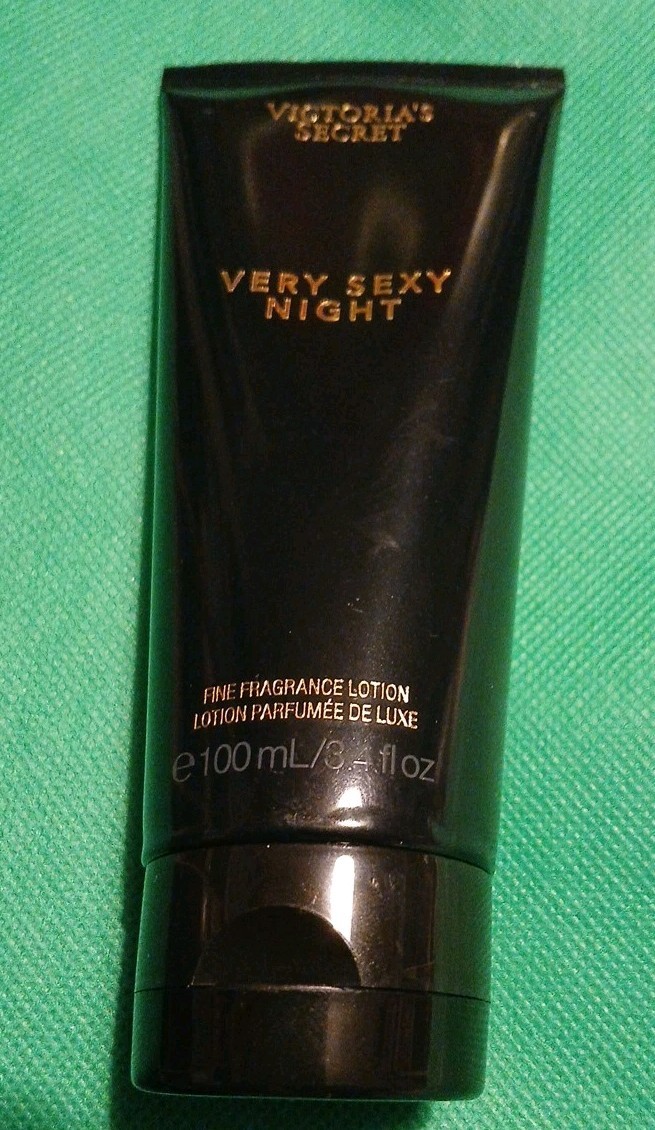 VICTORIA'S
SECRET
VERY SEXY
NIGHT
FINE FRAGRANCE LOTION
LOTION PARFUMÉE DE LUXE
℮100 mL/3.4 fl oz